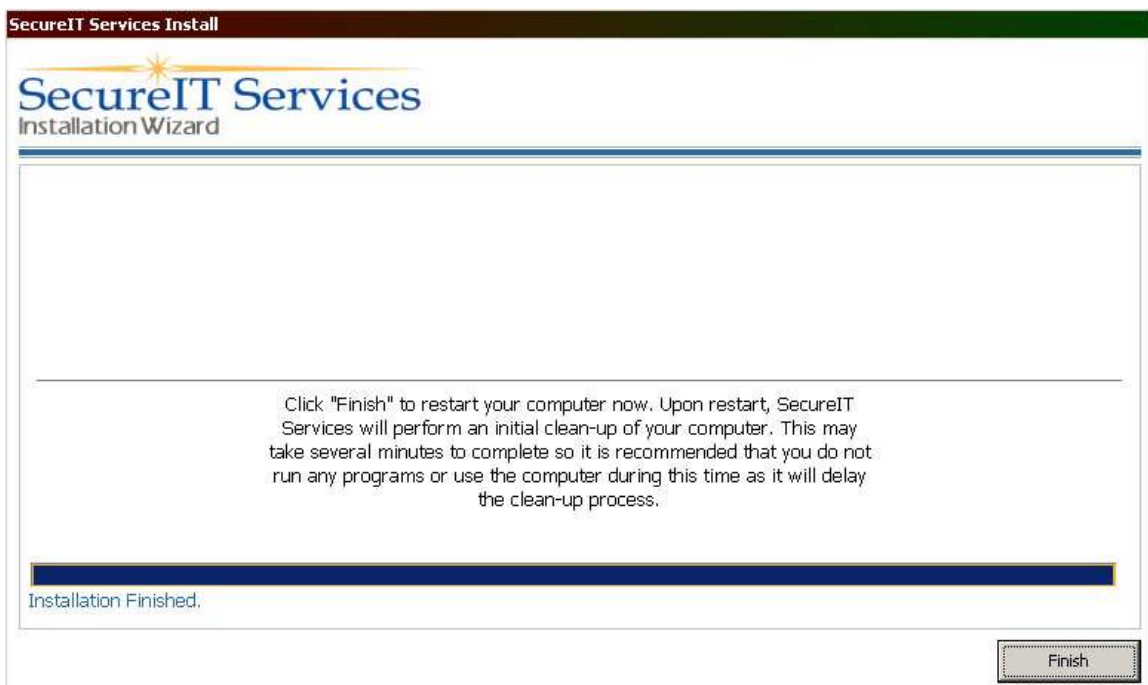 SecureIT Services Install
SecureIT Services
Installation Wizard
Click "Finish" to restart your computer now. Upon restart, SecureIT
Services will perform an initial clean-up of your computer. This may
take several minutes to complete so it is recommended that you do not
run any programs or use the computer during this time as it will delay
the clean-up process.
Installation Finished.
Finish